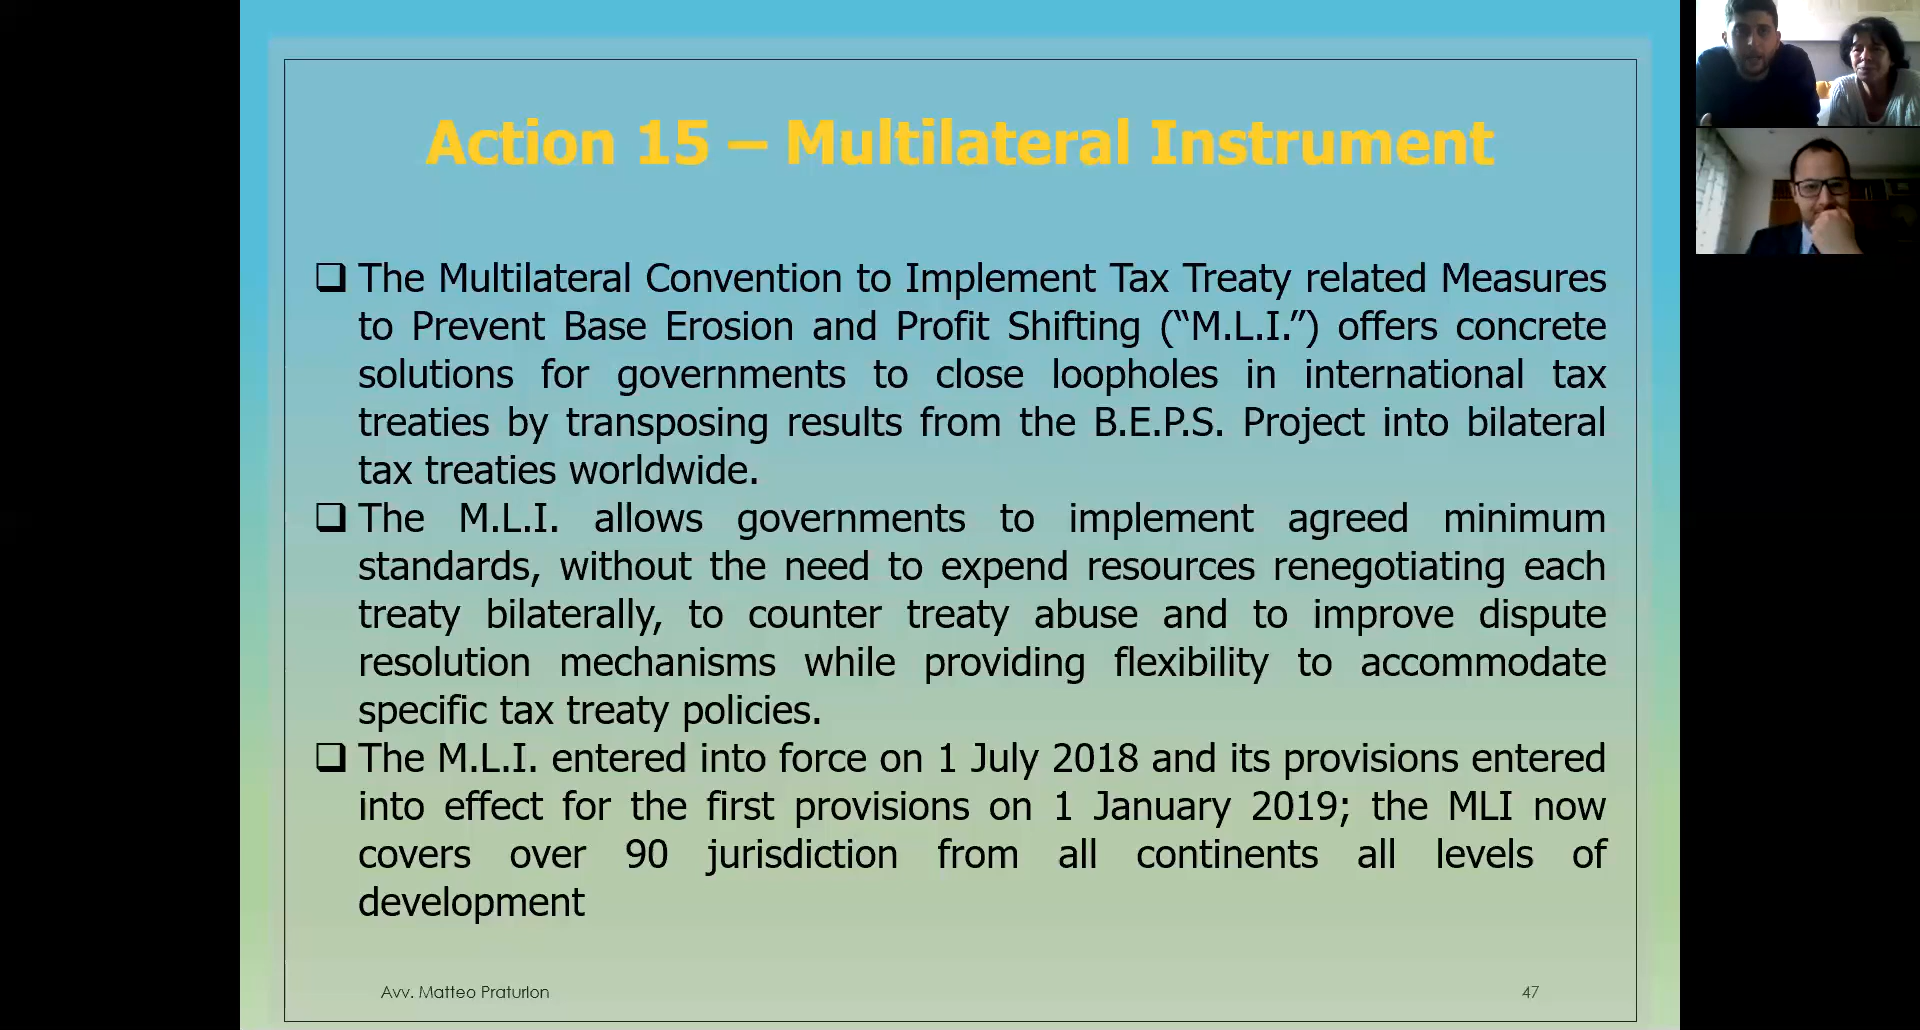 Action 15 – Multilateral Instrument
❑ The Multilateral Convention to Implement Tax Treaty related Measures
to Prevent Base Erosion and Profit Shifting (“M.L.I.”) offers concrete
solutions for governments to close loopholes in international tax
treaties by transposing results from the B.E.P.S. Project into bilateral
tax treaties worldwide.
❑ The M.L.I. allows governments to implement agreed minimum
standards, without the need to expend resources renegotiating each
treaty bilaterally, to counter treaty abuse and to improve dispute
resolution mechanisms while providing flexibility to accommodate
specific tax treaty policies.
❑ The M.L.I. entered into force on 1 July 2018 and its provisions entered
into effect for the first provisions on 1 January 2019; the MLI now
covers over 90 jurisdiction from all continents all levels of
development
Avv. Matteo Praturlon
47